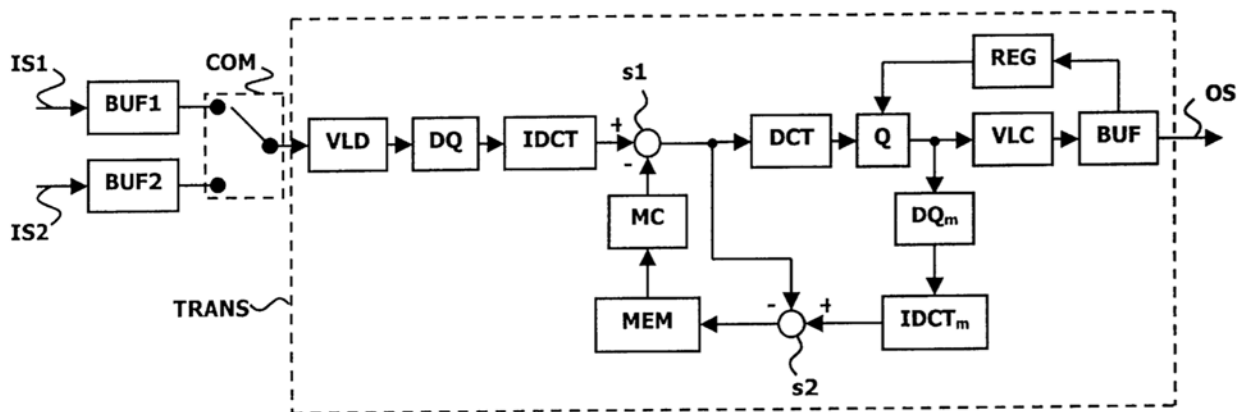 IS1
COM
BUF1
BUF2
IS2
TRANS
VLD
DQ
IDCT
s1
+
-
MC
MEM
DCT
Q
REG
VLC
BUF
OS
DQm
IDCTm
-
+
s2